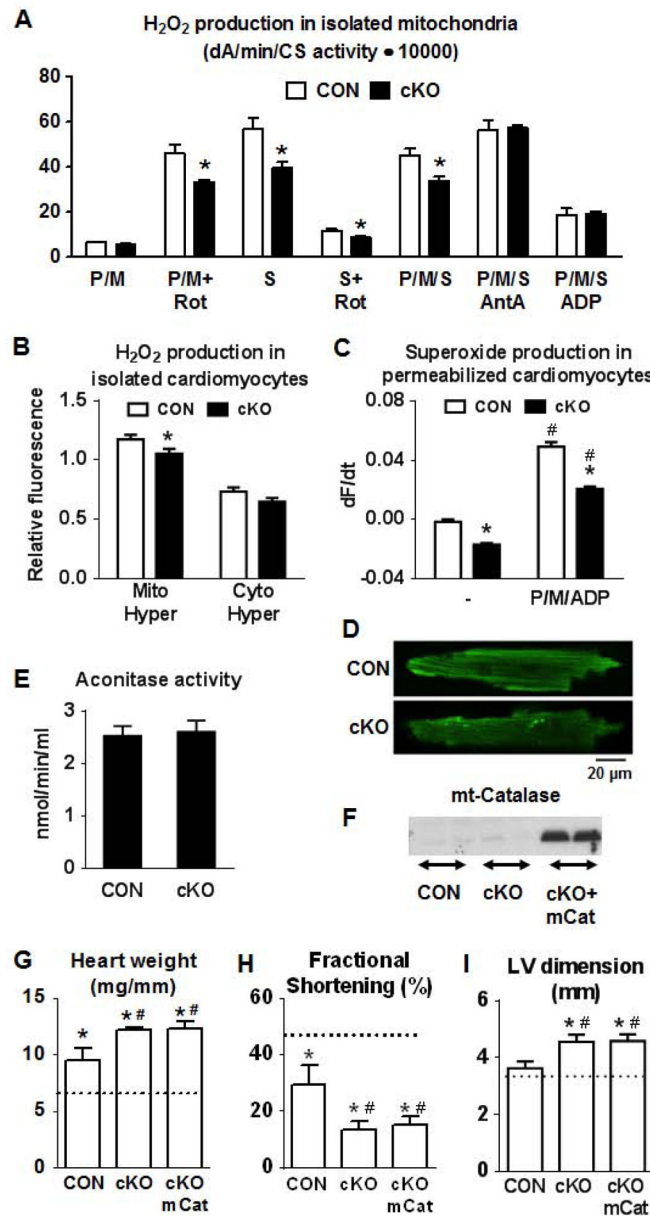 A
H₂O₂ production in isolated mitochondria
(dA/min/CS activity • 10000)
CON cKO
80
60
40
20
0
* * * *
P/M P/M+ S S+ P/M/S P/M/S P/M/S
Rot Rot AntA ADP
B
H₂O₂ production in
isolated cardiomyocytes
CON cKO
Relative fluorescence
1.5
1.0
0.5
0.0
*
Mito Cyto
Hyper Hyper
C
Superoxide production in
permeabilized cardiomyocytes
CON cKO
dF/dt
0.08
0.04
0.00
-0.04
# #
* *
- P/M/ADP
D
CON
cKO
20 µm
E
Aconitase activity
nmol/min/ml
3
2
1
0
CON cKO
mt-Catalase
F
CON cKO cKO+
mCat
G
Heart weight
(mg/mm)
15
10
5
0
* *# *#
CON cKO cKO
mCat
H
Fractional
Shortening (%)
60
40
20
0
* *# *#
CON cKO cKO
mCat
I
LV dimension
(mm)
6
4
2
0
*# *#
CON cKO cKO
mCat